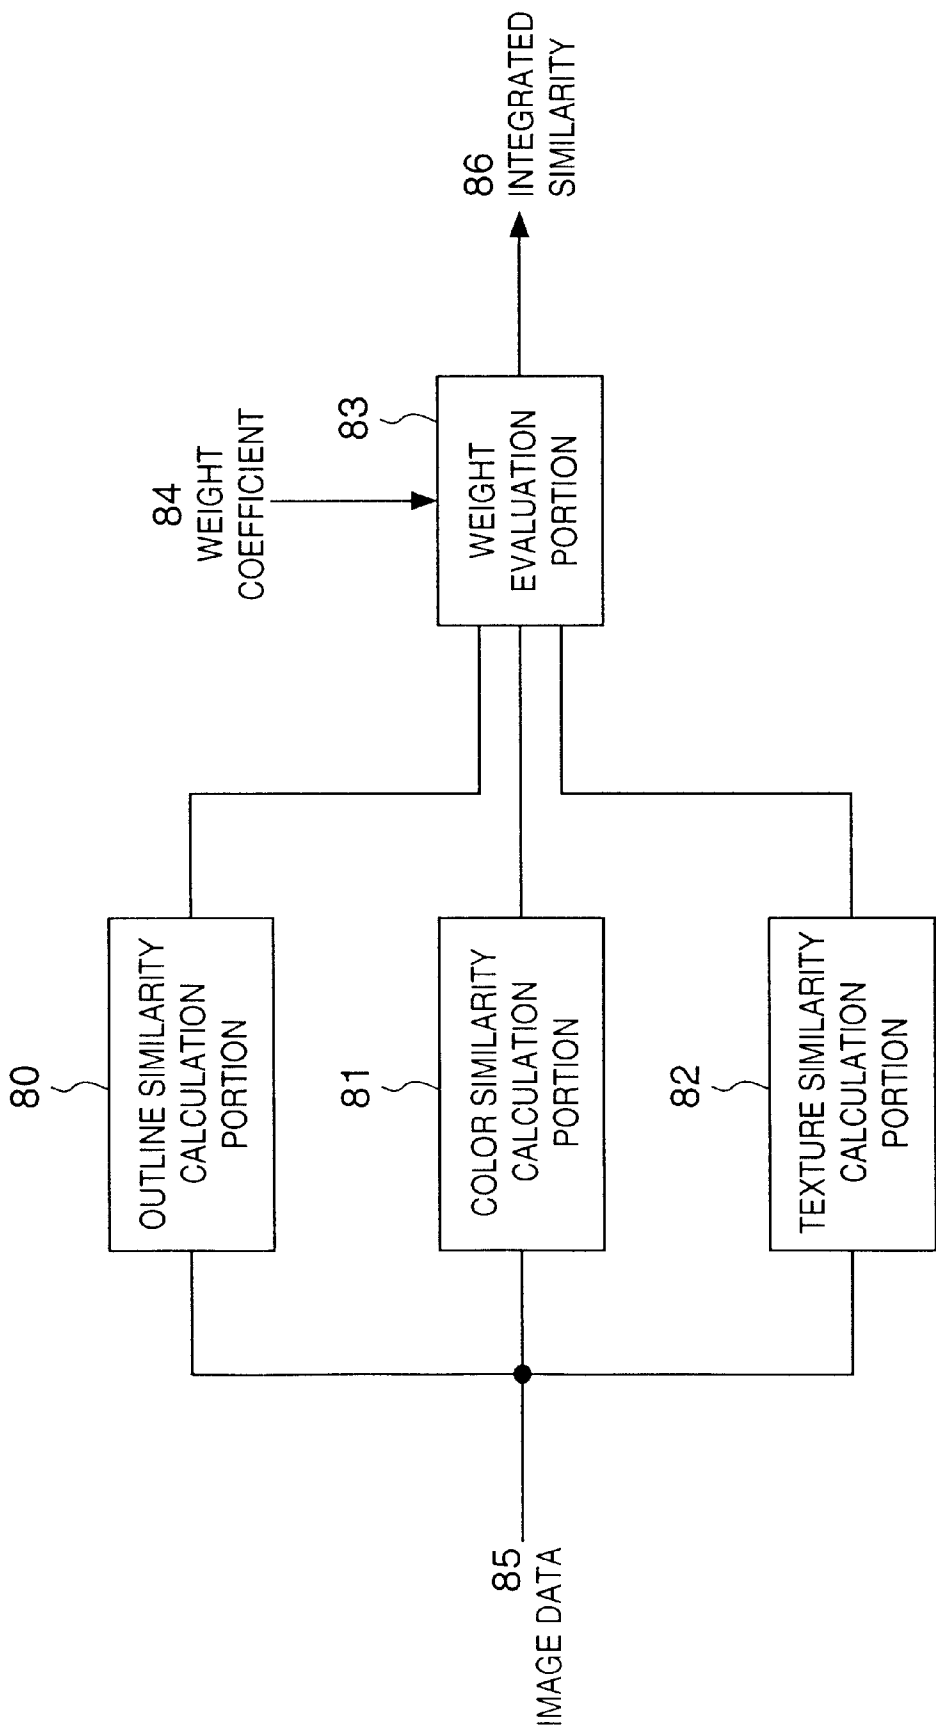 85
IMAGE DATA
80
OUTLINE SIMILARITY
CALCULATION
PORTION
81
COLOR SIMILARITY
CALCULATION
PORTION
82
TEXTURE SIMILARITY
CALCULATION
PORTION
84
WEIGHT
COEFFICIENT
83
WEIGHT
EVALUATION
PORTION
86
INTEGRATED
SIMILARITY